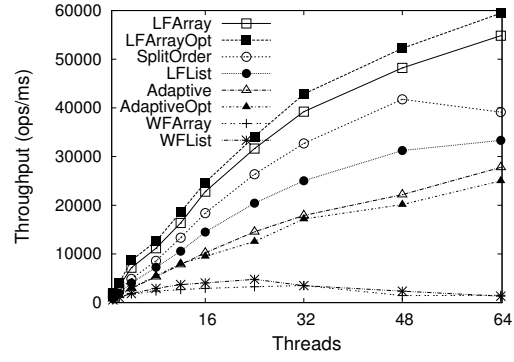 60000
50000
40000
30000
20000
10000
0
Throughput (ops/ms)
LFArray
LFArrayOpt
SplitOrder
LFList
Adaptive
AdaptiveOpt
WFArray
WFList
16
32
48
64
Threads